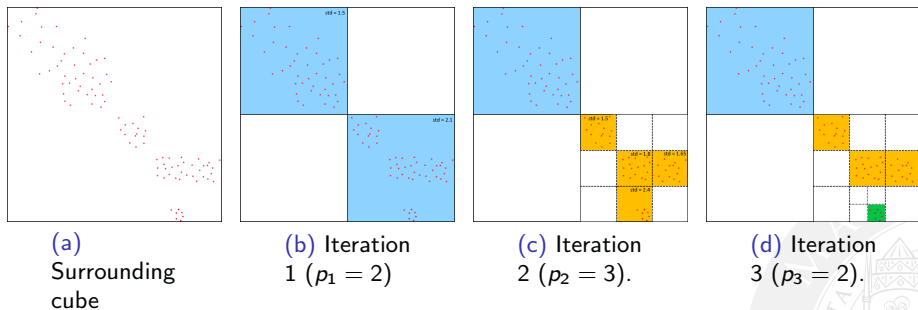 std = 1.5
std = 2.1
std = 1.5
std = 1.8
std = 1.65
std = 2.4
(a)
Surrounding
cube
(b) Iteration
1 (p₁ = 2)
(c) Iteration
2 (p₂ = 3).
(d) Iteration
3 (p₃ = 2).